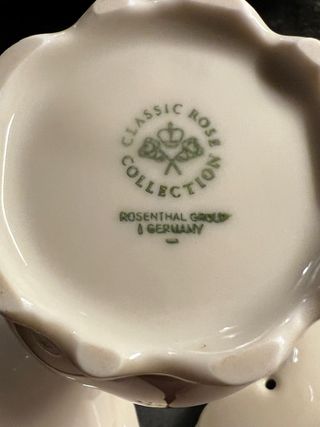 CLASSIC ROSE
COLLECTION
ROSENTHAL GROUP
GERMANY